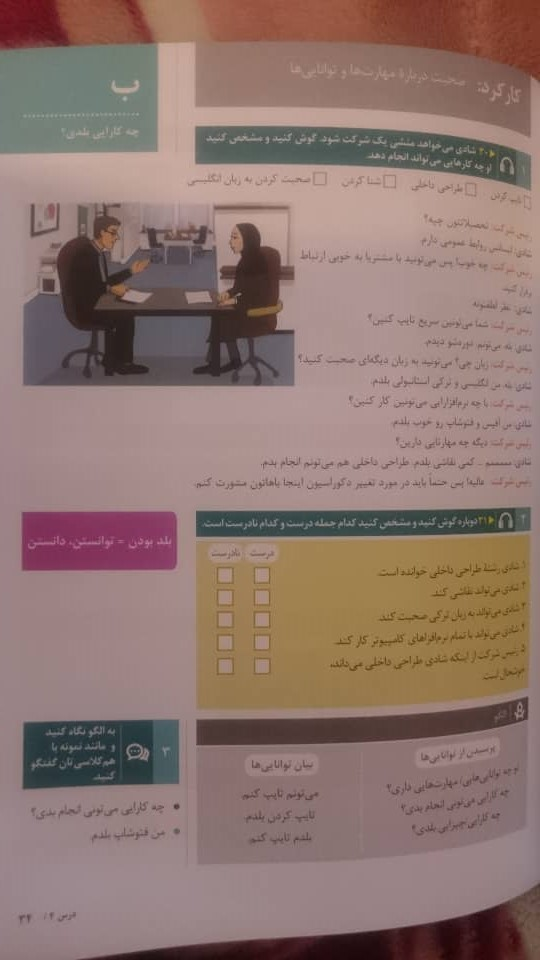 کارکرد: صحبت دربارهٔ مهارت‌ها و توانایی‌ها
ب
چه کارایی بلدی؟
۱
۳۰ شادی می‌خواهد منشی یک شرکت شود. گوش کنید و مشخص کنید
او چه کارهایی می‌تواند انجام دهد.
تایپ کردن
طراحی داخلی
شنا کردن
صحبت کردن به زبان انگلیسی
رئیس شرکت: تحصیلاتتون چیه؟
شادی: لیسانس روابط عمومی دارم.
رئیس شرکت: چه خوب! پس می‌تونید با مشتریا به خوبی ارتباط
برقرار کنید.
شادی: نظر لطفتونه.
رئیس شرکت: شما می‌تونین سریع تایپ کنین؟
شادی: بله می‌تونم. دوره‌شو دیدم.
رئیس شرکت: زبان چی؟ می‌تونید به زبان دیگه‌ای صحبت کنید؟
شادی: بله. من انگلیسی و ترکی استانبولی بلدم.
رئیس شرکت: با چه نرم‌افزارایی می‌تونین کار کنین؟
شادی: من آفیس و فتوشاپ رو خوب بلدم.
رئیس شرکت: دیگه چه مهارتایی دارین؟
شادی: ممممم .. کمی نقاشی بلدم. طراحی داخلی هم می‌تونم انجام بدم.
رئیس شرکت: عالیه! پس حتماً باید در مورد تغییر دکوراسیون اینجا باهاتون مشورت کنم.
۲
۳۱ دوباره گوش کنید و مشخص کنید کدام جمله درست و کدام نادرست است.
بلد بودن = توانستن، دانستن
درست نادرست
۱. شادی رشتهٔ طراحی داخلی خوانده است.
۲. شادی می‌تواند نقاشی کند.
۳. شادی می‌تواند به زبان ترکی صحبت کند.
۴. شادی می‌تواند با تمام نرم‌افزارهای کامپیوتر کار کند.
۵. رئیس شرکت از اینکه شادی طراحی داخلی می‌داند،
خوشحال است.
الگو
پرسیدن از توانایی‌ها
تو چه توانایی‌هایی/ مهارت‌هایی داری؟
چه کارایی می‌تونی انجام بدی؟
چه کارایی/چیزایی بلدی؟
بیان توانایی‌ها
می‌تونم تایپ کنم.
تایپ کردن بلدم.
بلدم تایپ کنم.
۳
به الگو نگاه کنید
و مانند نمونه با
هم‌کلاسی‌تان گفتگو
کنید.
• چه کارایی می‌تونی انجام بدی؟
• من فتوشاپ بلدم.
درس ۴ / ۳۴